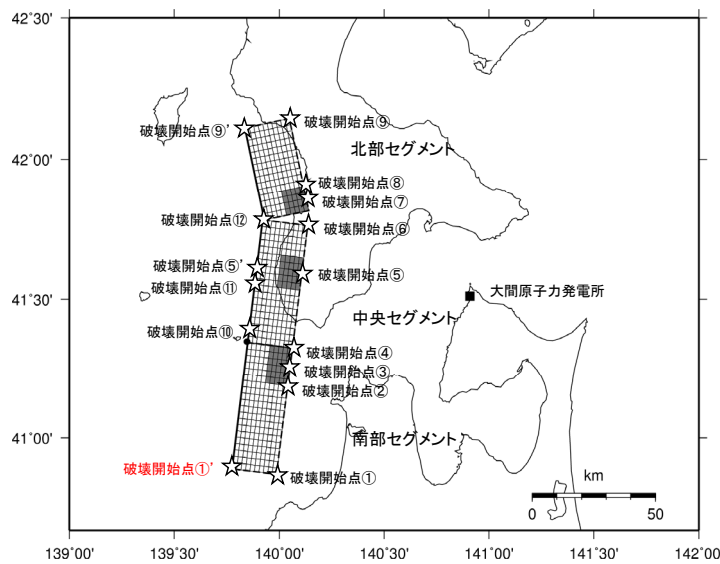 42˚30'
破壊開始点⑨
破壊開始点⑨'
北部セグメント
42˚00'
破壊開始点⑧
破壊開始点⑦
破壊開始点⑫
破壊開始点⑥
破壊開始点⑤'
破壊開始点⑤
破壊開始点⑪
大間原子力発電所
41˚30'
中央セグメント
破壊開始点⑩
破壊開始点④
破壊開始点③
破壊開始点②
41˚00'
南部セグメント
破壊開始点①'
破壊開始点①
km
0 50
139˚00' 139˚30' 140˚00' 140˚30' 141˚00' 141˚30' 142˚00'